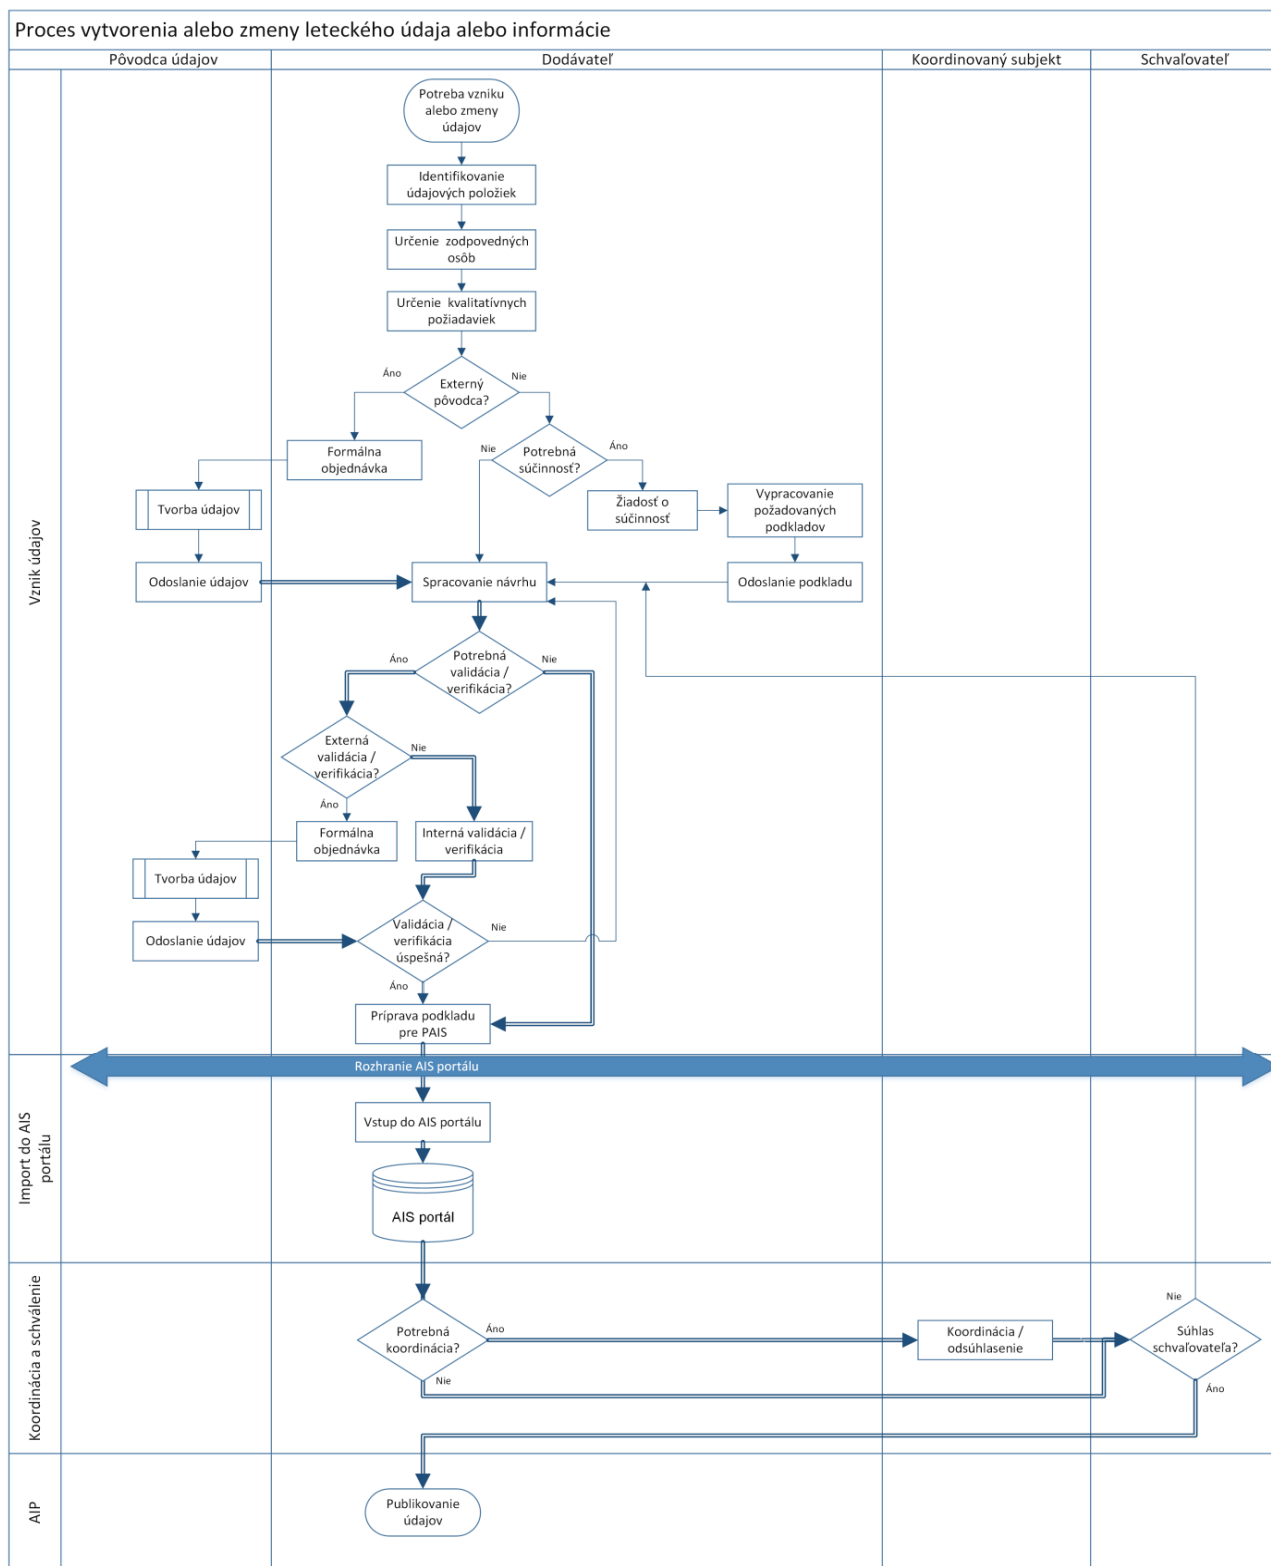 Proces vytvorenia alebo zmeny leteckého údaja alebo informácie
Pôvodca údajov
Dodávateľ
Koordinovaný subjekt
Schvaľovateľ
Vznik údajov
Potreba vzniku
alebo zmeny
údajov
Identifikovanie
údajových položiek
Určenie zodpovedných
osôb
Určenie kvalitatívnych
požiadaviek
Áno
Externý
pôvodca?
Nie
Formálna
objednávka
Nie
Potrebná
súčinnosť?
Áno
Tvorba údajov
Žiadosť o
súčinnosť
Vypracovanie
požadovaných
podkladov
Odoslanie údajov
Spracovanie návrhu
Odoslanie podkladu
Áno
Potrebná
validácia /
verifikácia?
Nie
Externá
validácia /
verifikácia?
Nie
Áno
Formálna
objednávka
Interná validácia /
verifikácia
Tvorba údajov
Odoslanie údajov
Validácia /
verifikácia
úspešná?
Nie
Áno
Príprava podkladu
pre PAIS
Rozhranie AIS portálu
Import do AIS
portálu
Vstup do AIS portálu
AIS portál
Koordinácia a schválenie
Potrebná
koordinácia?
Áno
Nie
Koordinácia /
odsúhlasenie
Nie
Súhlas
schvaľovateľa?
Áno
AIP
Publikovanie
údajov